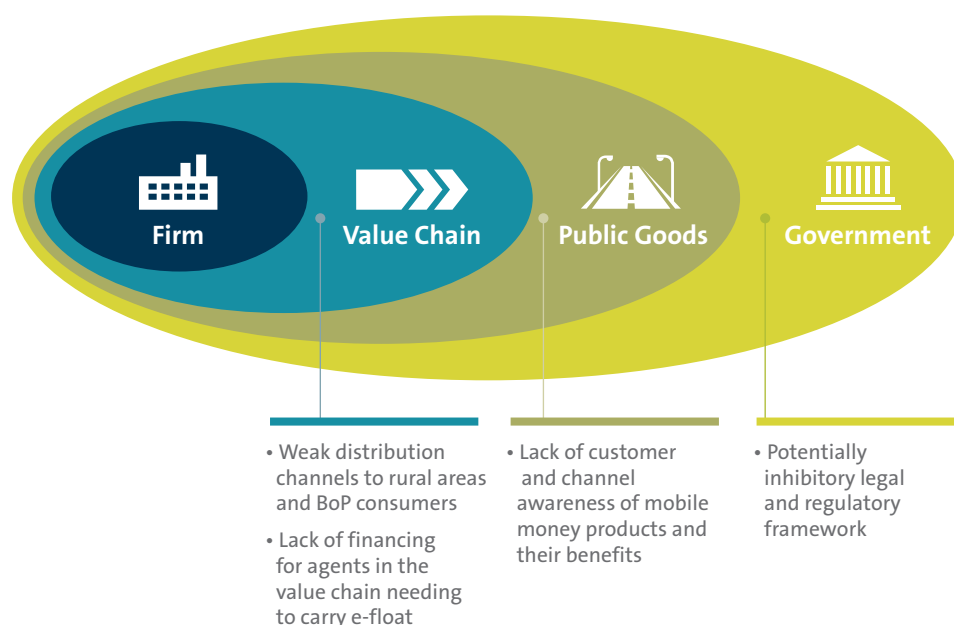 Firm
Value Chain
Public Goods
Government
• Weak distribution
channels to rural areas
and BoP consumers
• Lack of financing
for agents in the
value chain needing
to carry e-float
• Lack of customer
and channel
awareness of mobile
money products and
their benefits
• Potentially
inhibitory legal
and regulatory
framework